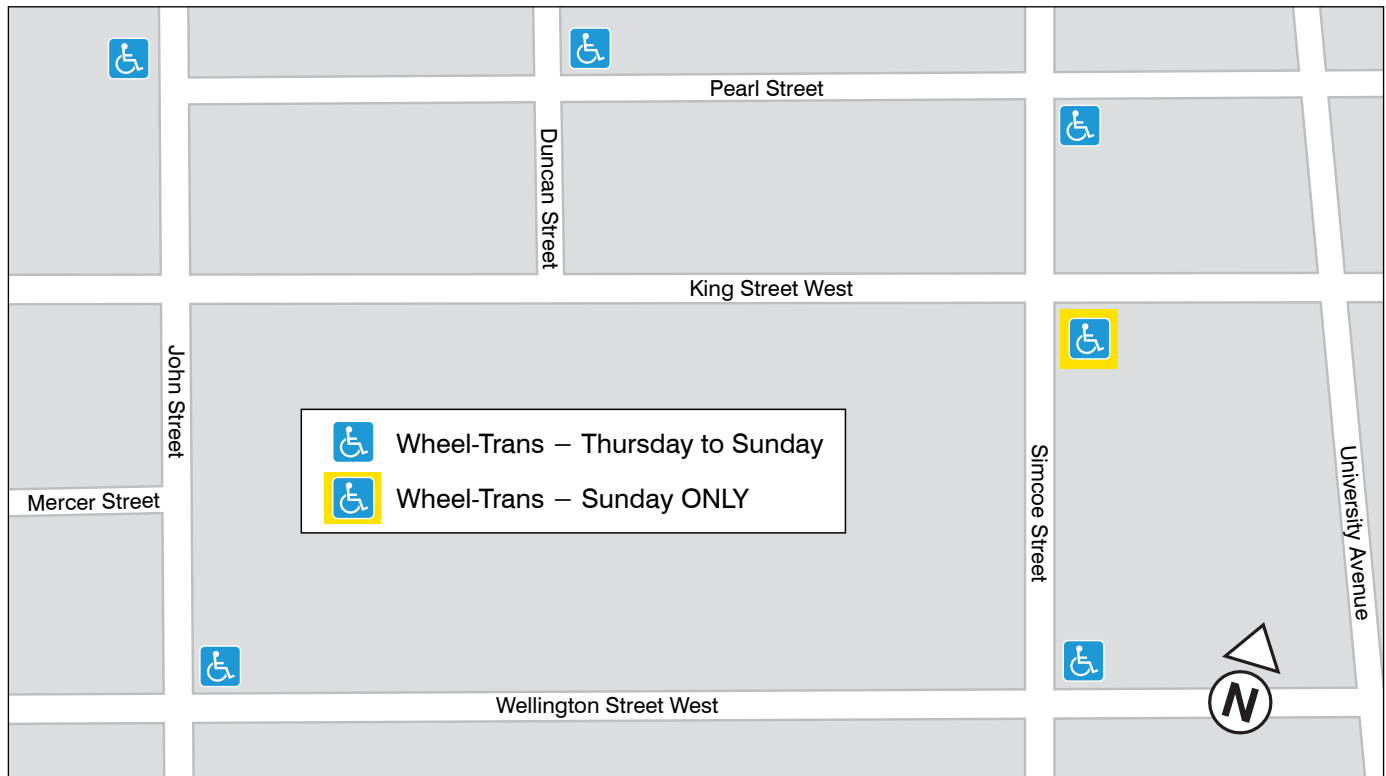 Pearl Street
Duncan Street
King Street West
John Street
Wheel-Trans – Thursday to Sunday
Wheel-Trans – Sunday ONLY
Mercer Street
Simcoe Street
University Avenue
Wellington Street West
N